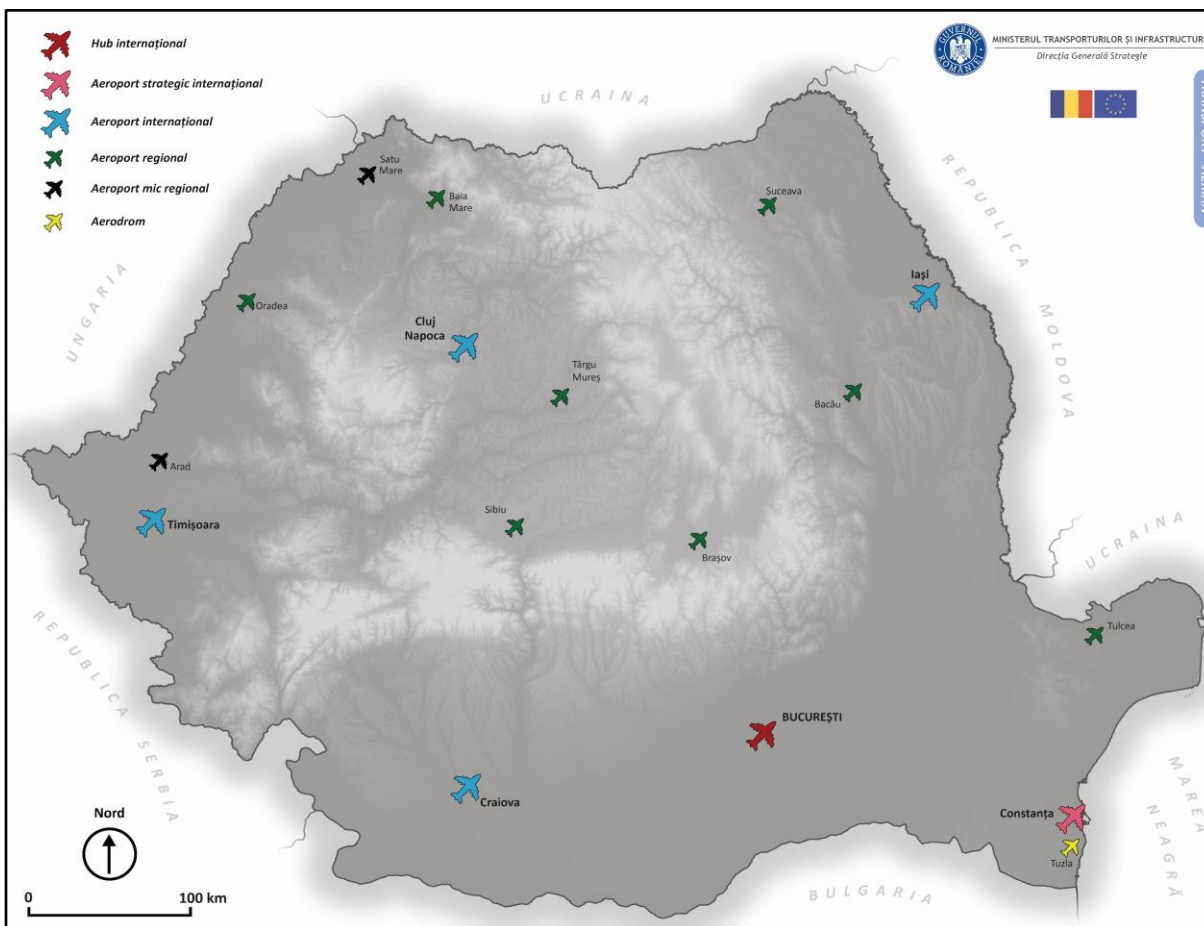 Hub internațional
Aeroport strategic internațional
Aeroport internațional
Aeroport regional
Aeroport mic regional
Aerodrom
GUVERNUL ROMÂNIEI
MINISTERUL TRANSPORTURILOR ȘI INFRASTRUCTURII
Direcția Generală Strategie
UCRAINA
REPUBLICA MOLDOVA
UNGARIA
Satu
Mare
Baia
Mare
Suceava
Iași
Oradea
Cluj
Napoca
Târgu
Mureș
Bacău
Arad
Timișoara
Sibiu
Brașov
UCRAINA
Tulcea
REPUBLICA SERBIA
BUCUREȘTI
Craiova
Constanța
Tuzla
MAREA
NEAGRĂ
BULGARIA
Nord
0 100 km